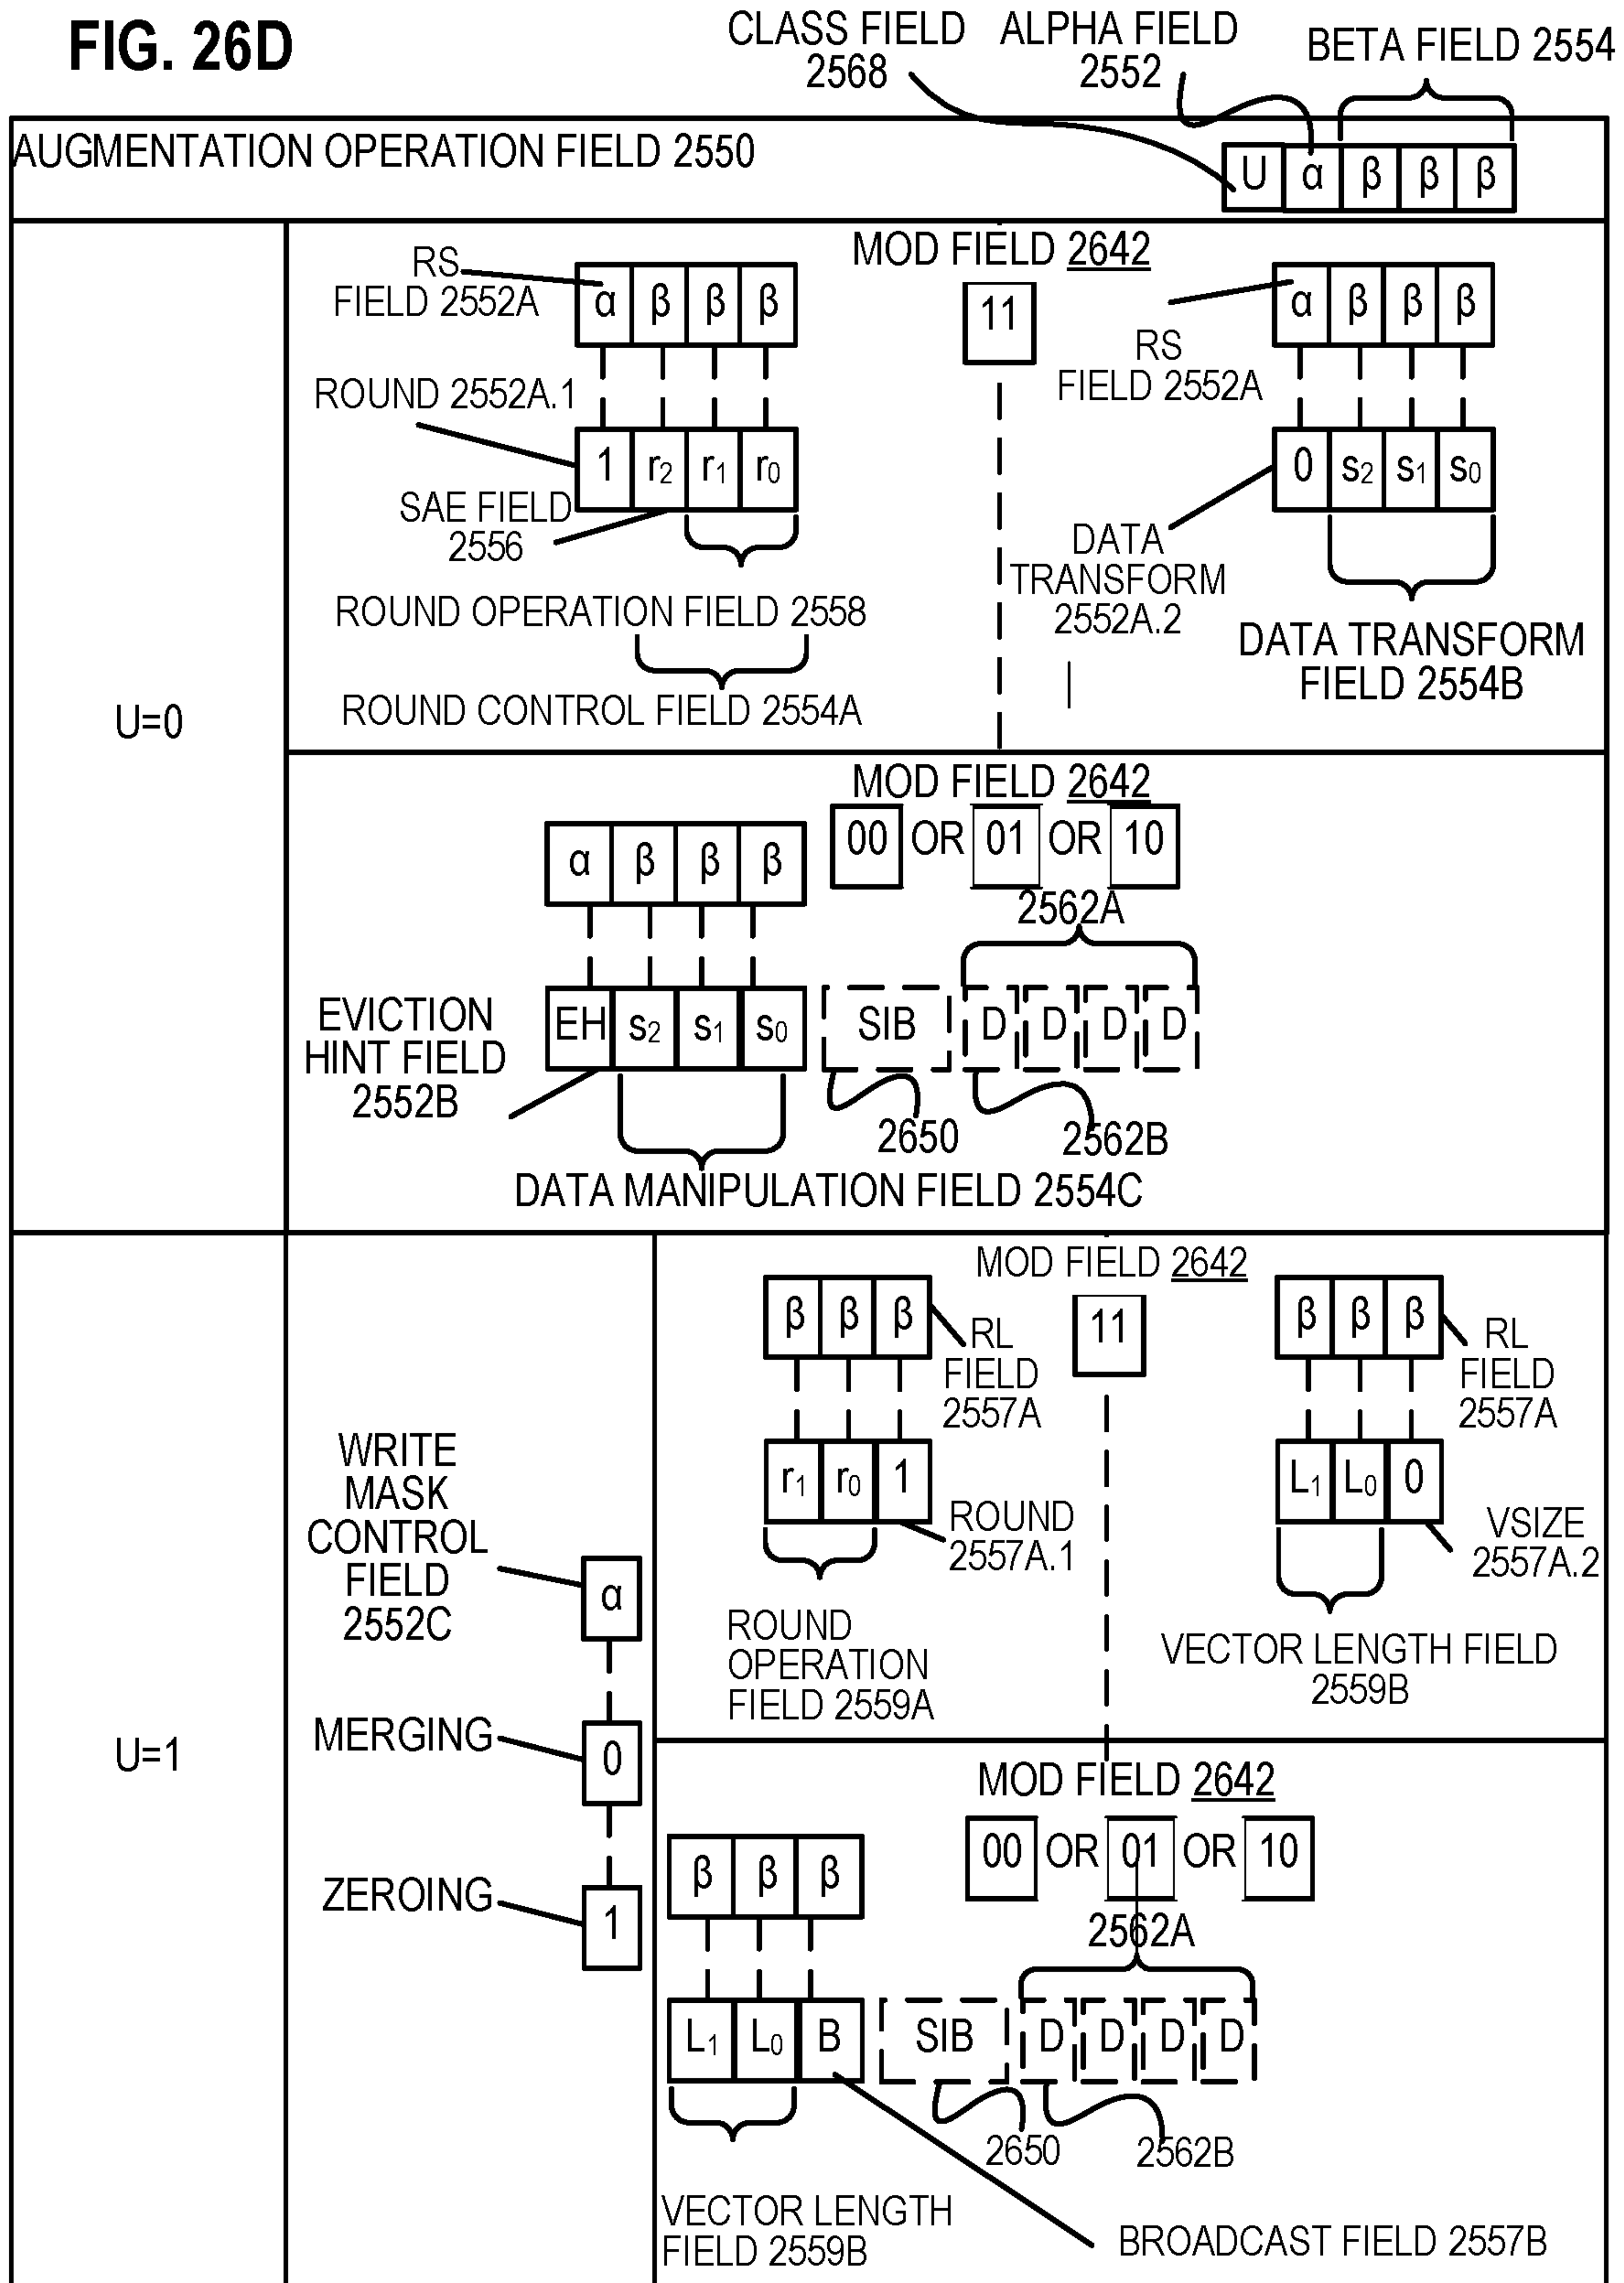 FIG. 26D
CLASS FIELD
2568
ALPHA FIELD
2552
BETA FIELD 2554
AUGMENTATION OPERATION FIELD 2550
U α β β β
U=0
MOD FIELD 2642
11
RS
FIELD 2552A
α β β β
ROUND 2552A.1
1 r2 r1 r0
SAE FIELD
2556
ROUND OPERATION FIELD 2558
ROUND CONTROL FIELD 2554A
α β β β
RS
FIELD 2552A
0 s2 s1 s0
DATA
TRANSFORM
2552A.2
DATA TRANSFORM
FIELD 2554B
MOD FIELD 2642
00 OR 01 OR 10
α β β β
2562A
EVICTION
HINT FIELD
2552B
EH s2 s1 s0 SIB D D D D
2650
2562B
DATA MANIPULATION FIELD 2554C
U=1
WRITE
MASK
CONTROL
FIELD
2552C
α
MERGING
0
ZEROING
1
MOD FIELD 2642
11
β β β
RL
FIELD
2557A
r1 r0 1
ROUND
2557A.1
ROUND
OPERATION
FIELD 2559A
β β β
RL
FIELD
2557A
L1 L0 0
VSIZE
2557A.2
VECTOR LENGTH FIELD
2559B
MOD FIELD 2642
00 OR 01 OR 10
β β β
2562A
L1 L0 B SIB D D D D
2650
2562B
VECTOR LENGTH
FIELD 2559B
BROADCAST FIELD 2557B